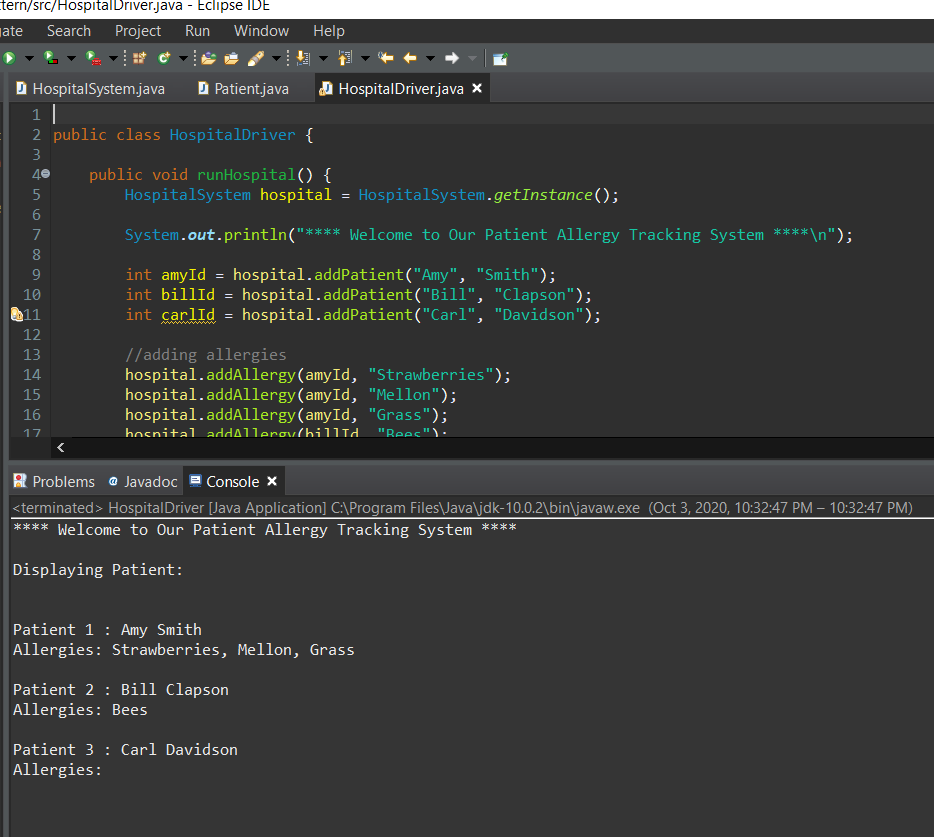 tern/src/HospitalDriver.java - Eclipse IDE
ate Search Project Run Window Help
HospitalSystem.java Patient.java HospitalDriver.java
1
2 public class HospitalDriver {
3
4 public void runHospital() {
5 HospitalSystem hospital = HospitalSystem.getInstance();
6
7 System.out.println("**** Welcome to Our Patient Allergy Tracking System ****\n");
8
9 int amyId = hospital.addPatient("Amy", "Smith");
10 int billId = hospital.addPatient("Bill", "Clapson");
11 int carlId = hospital.addPatient("Carl", "Davidson");
12
13 //adding allergies
14 hospital.addAllergy(amyId, "Strawberries");
15 hospital.addAllergy(amyId, "Mellon");
16 hospital.addAllergy(amyId, "Grass");
17 hospital.addAllergy(billId, "Bees");
Problems Javadoc Console
<terminated> HospitalDriver [Java Application] C:\Program Files\Java\jdk-10.0.2\bin\javaw.exe (Oct 3, 2020, 10:32:47 PM – 10:32:47 PM)
**** Welcome to Our Patient Allergy Tracking System ****
Displaying Patient:
Patient 1 : Amy Smith
Allergies: Strawberries, Mellon, Grass
Patient 2 : Bill Clapson
Allergies: Bees
Patient 3 : Carl Davidson
Allergies: